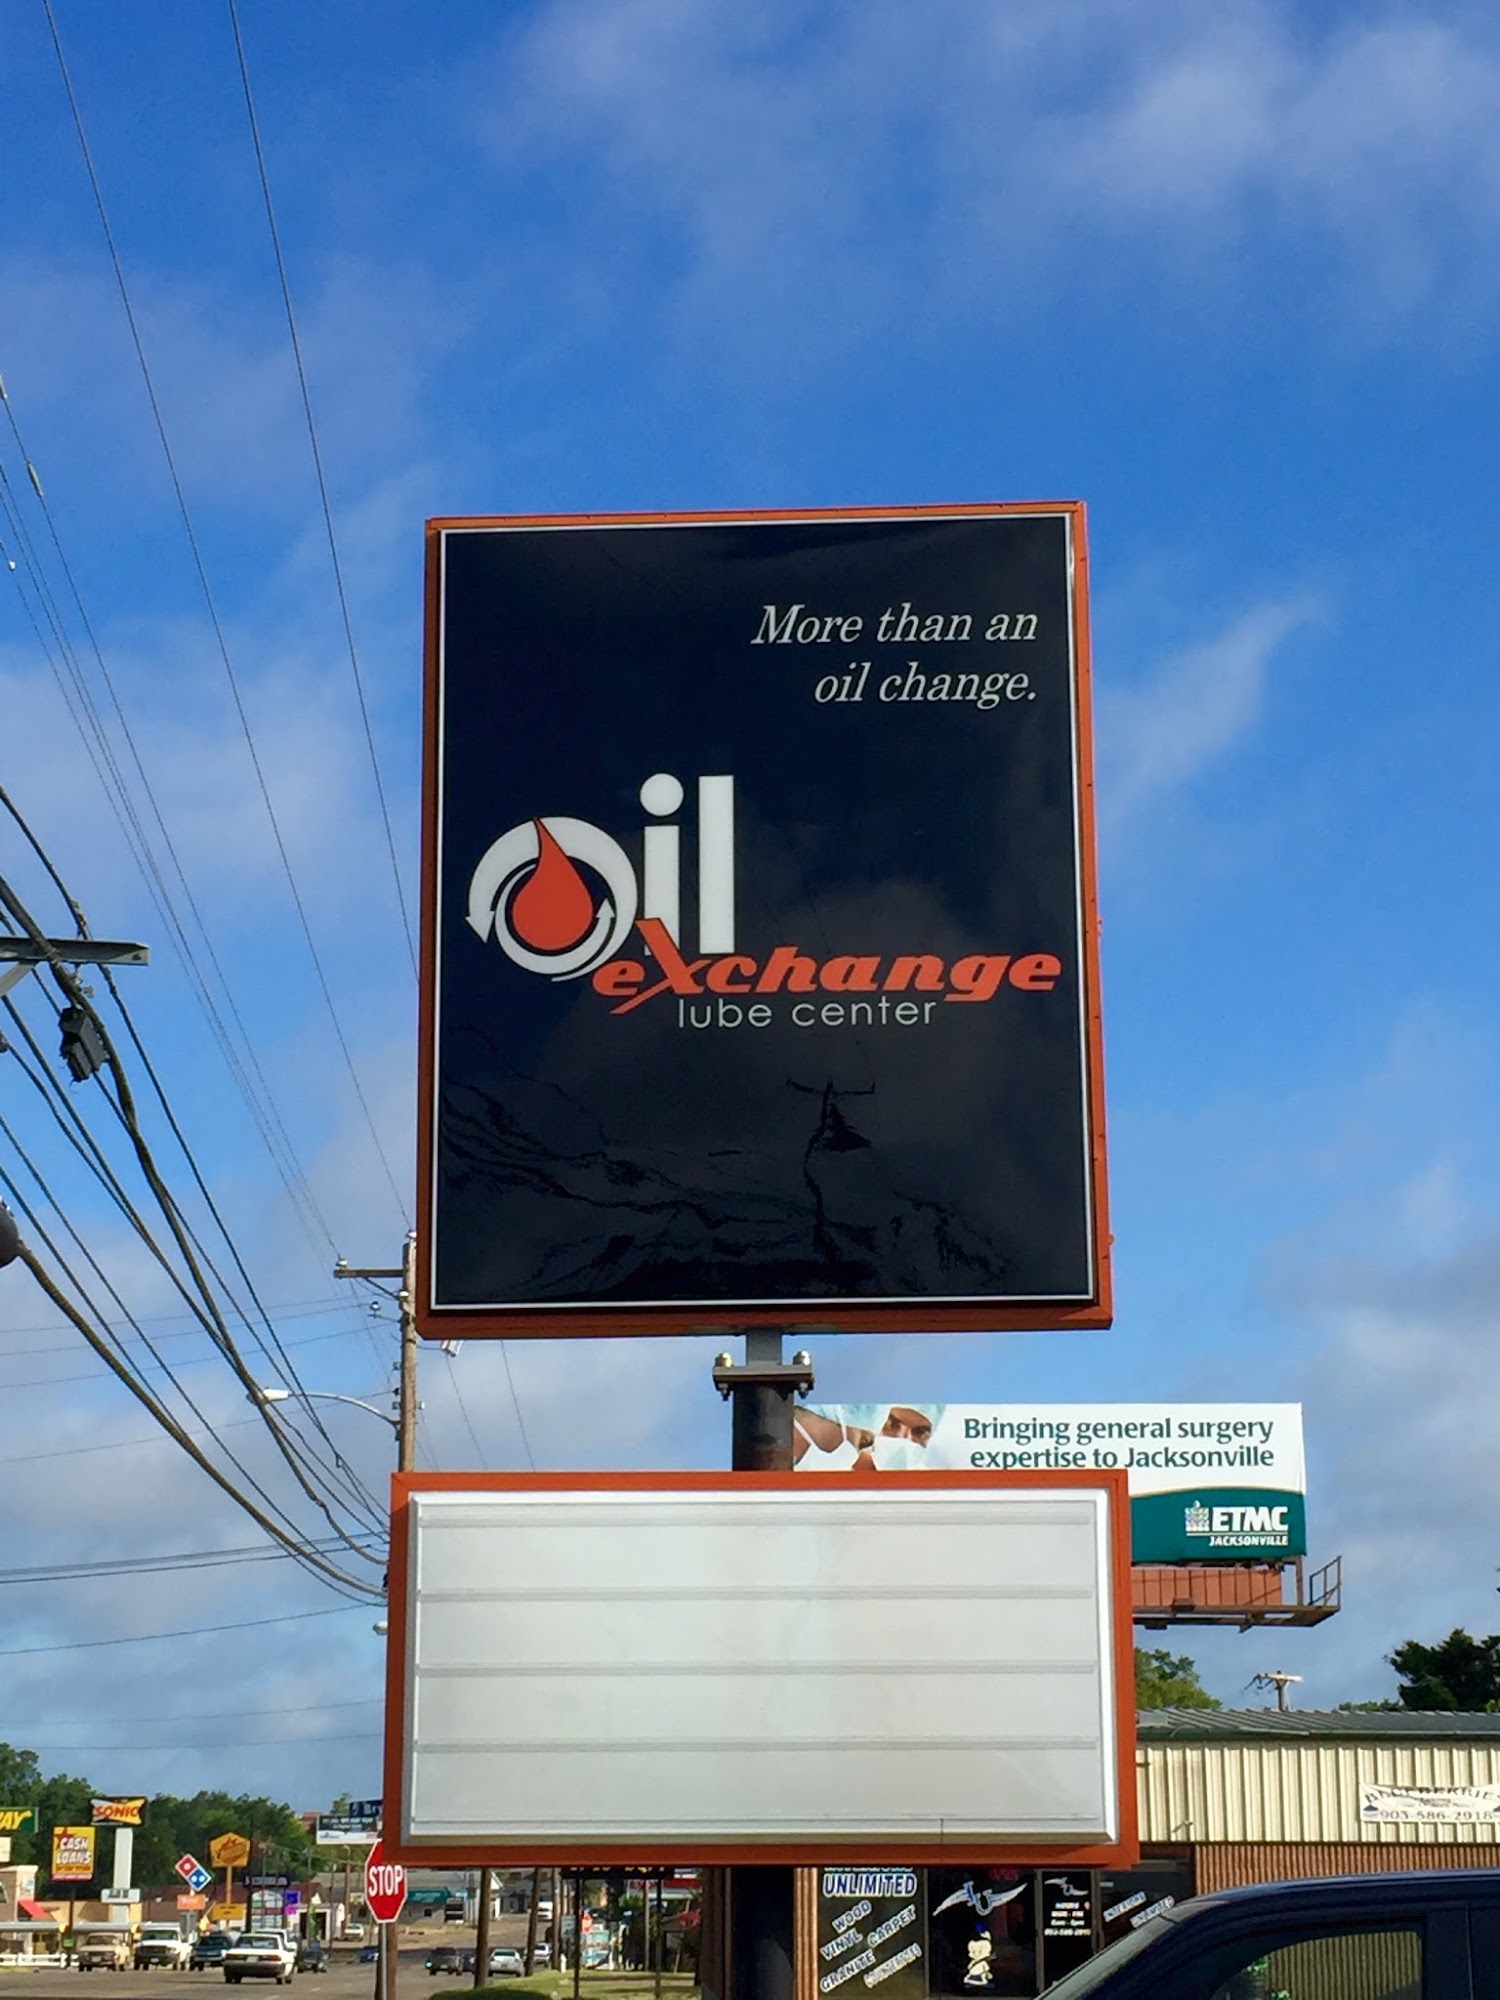 More than an
oil change.
Oil
eXchange
lube center
Bringing general surgery
expertise to Jacksonville
ETMC
JACKSONVILLE
SONIC
CASH
LOANS
STOP
903-586-2918
UNLIMITED
WOOD
VINYL CARPET
GRANITE